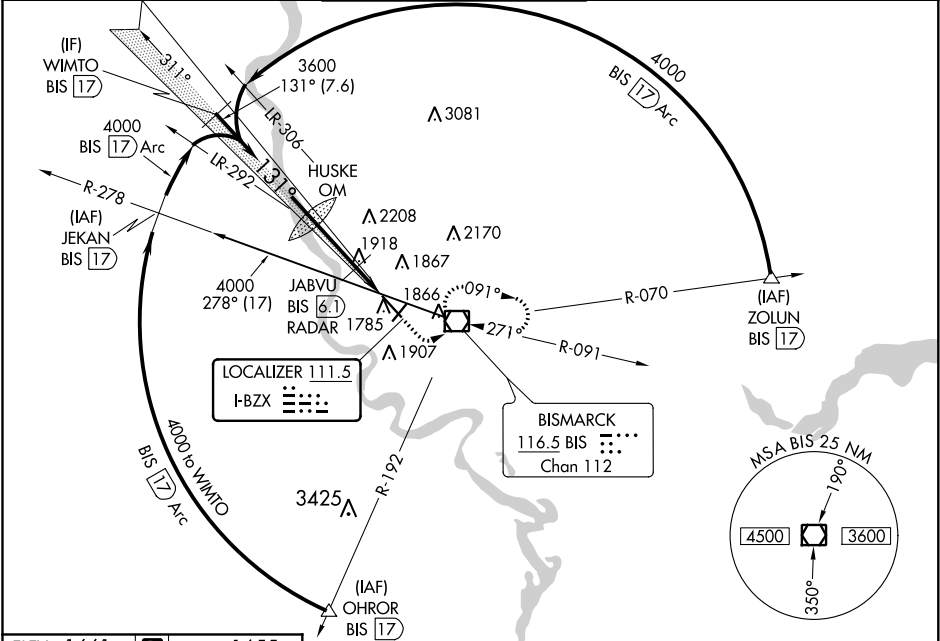 (IF)
WIMTO
BIS 17
311°
3600
131° (7.6)
4000
BIS 17 Arc
3081
LR-306
4000
BIS 17 Arc
LR-292
131°
HUSKE
OM
R-278
(IAF)
JEKAN
BIS 17
2208
2170
1918
1867
4000
278° (17)
JABVU
BIS 6.1
RADAR
1866
1785
1907
091°
271°
R-070
R-091
(IAF)
ZOLUN
BIS 17
LOCALIZER 111.5
I-BZX
BISMARCK
116.5 BIS
Chan 112
4000 to WIMTO
BIS 17 Arc
R-192
3425
(IAF)
OHROR
BIS 17
MSA BIS 25 NM
190°
4500
3600
350°